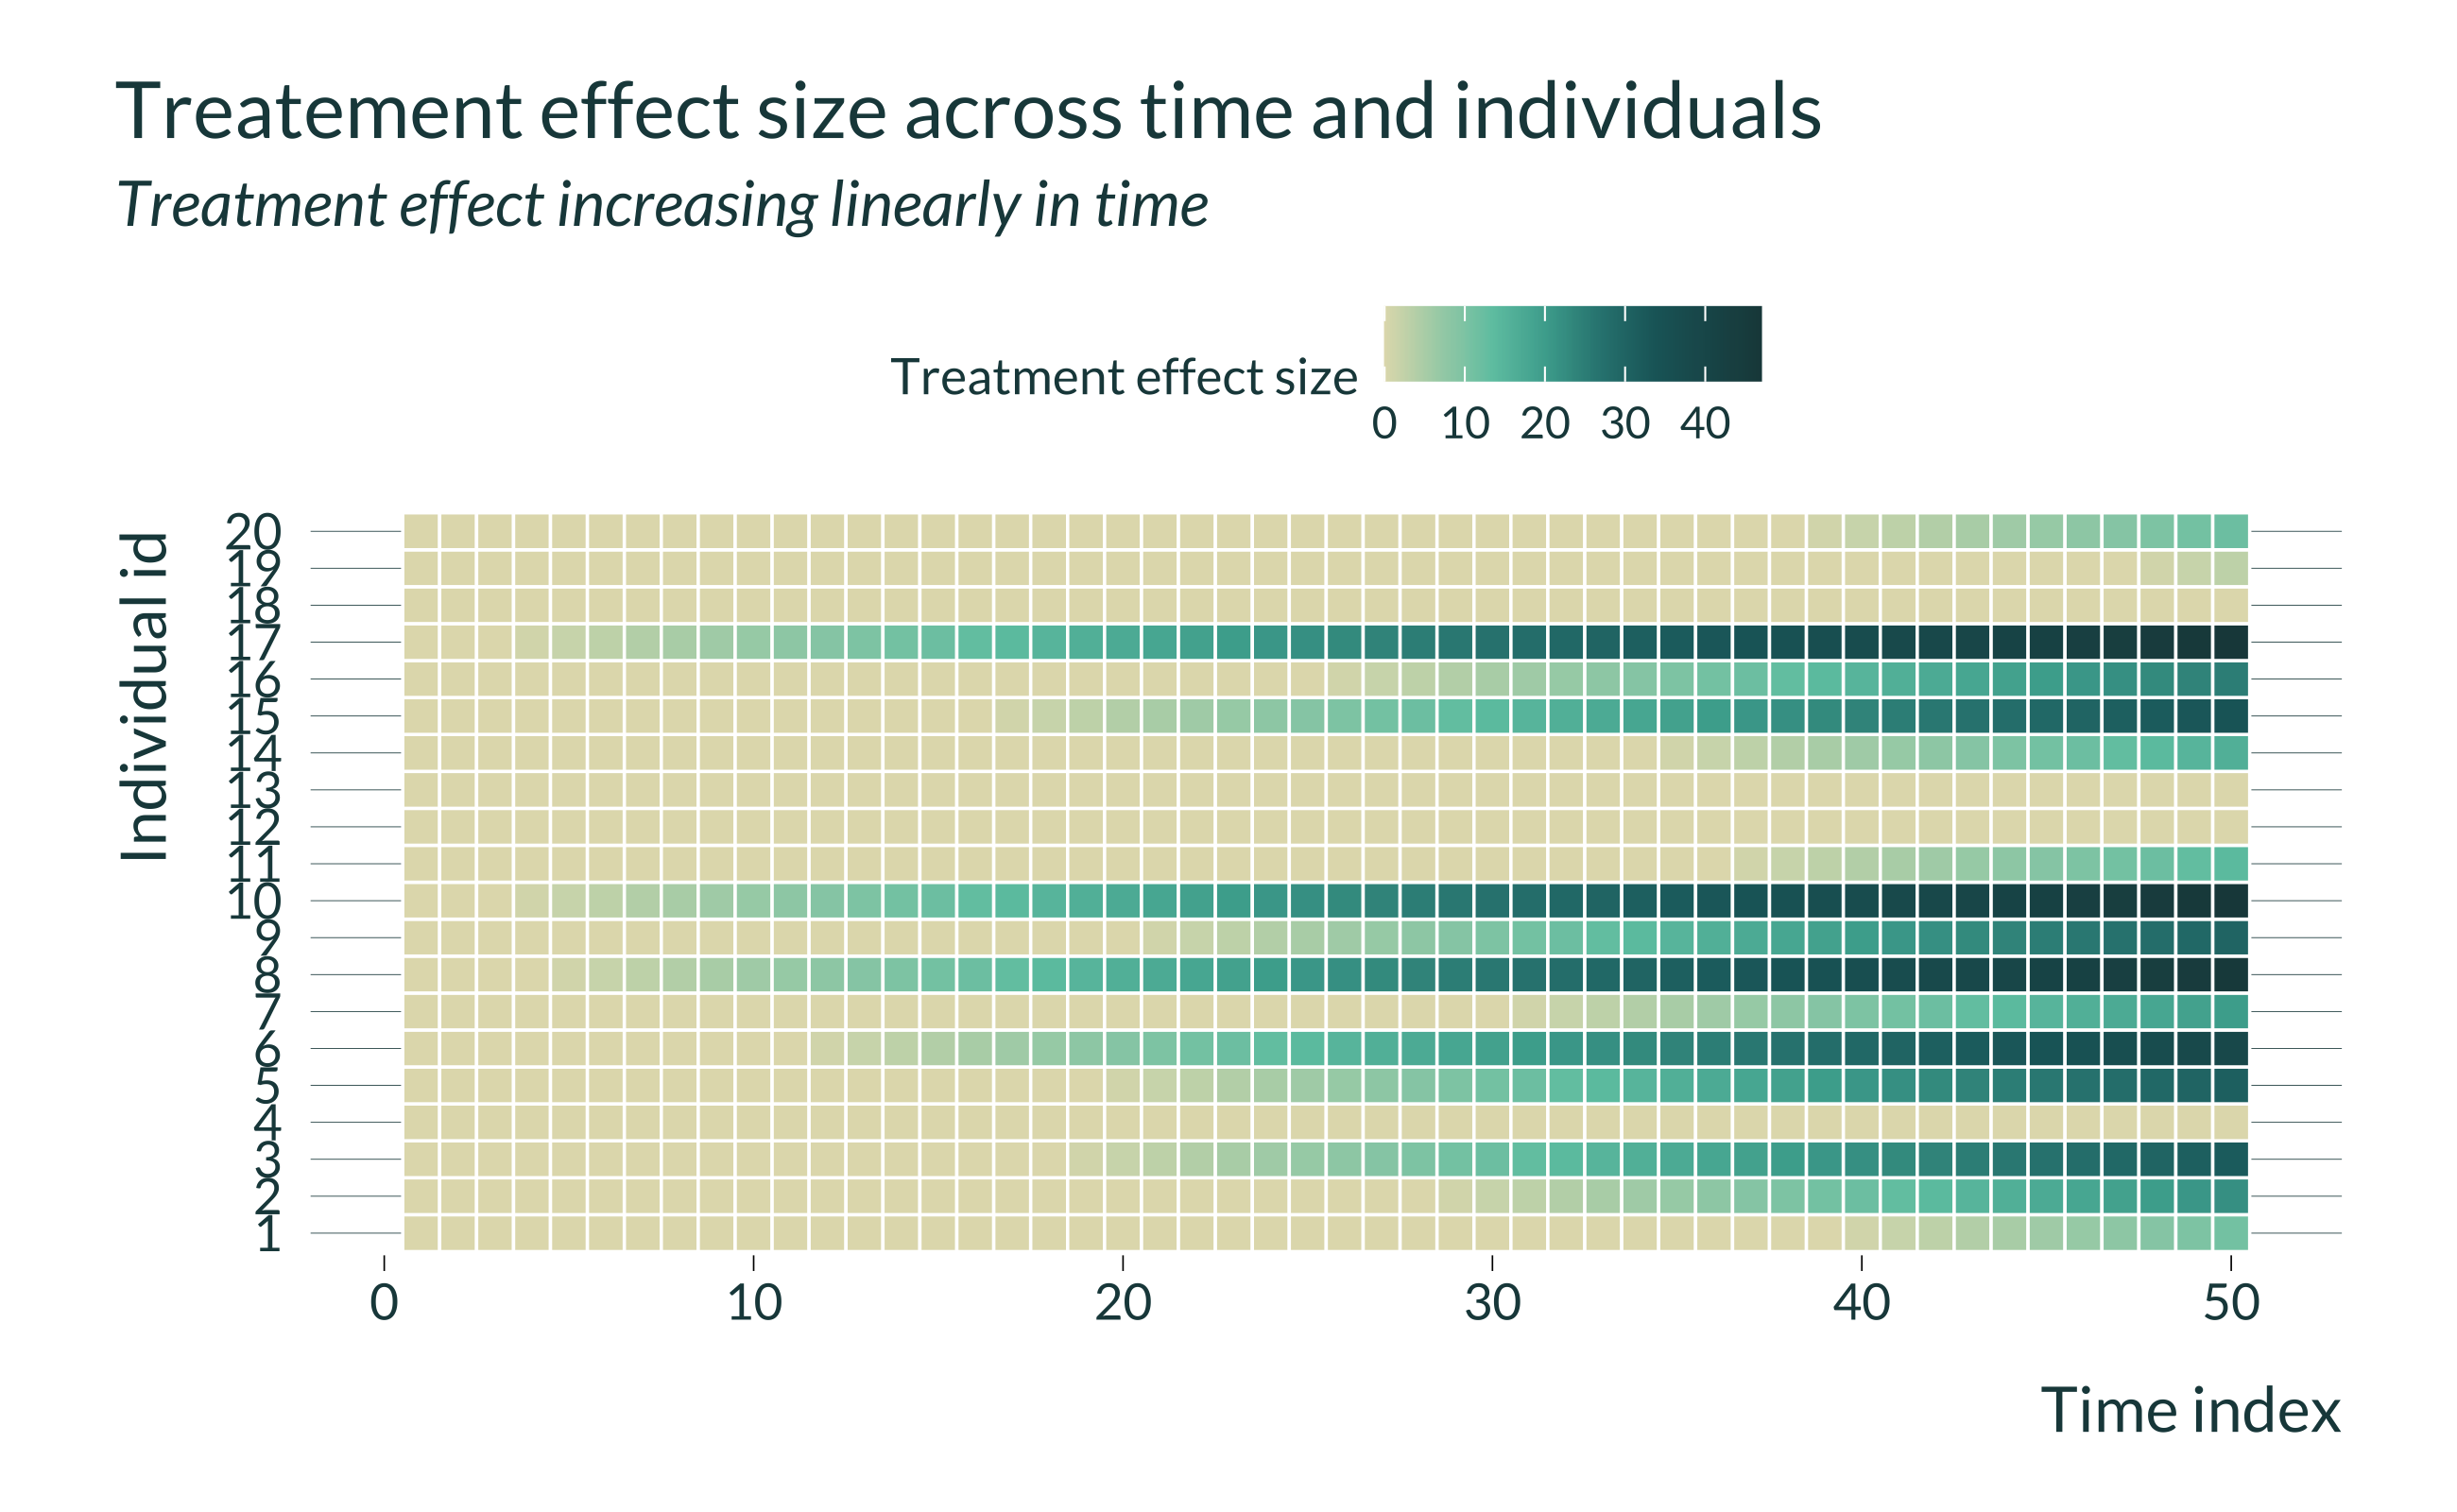 Treatement effect size across time and individuals
Treatment effect increasing linearly in time
Treatment effect size
0 10 20 30 40
Individual id
20
19
18
17
16
15
14
13
12
11
10
9
8
7
6
5
4
3
2
1
0 10 20 30 40 50
Time index